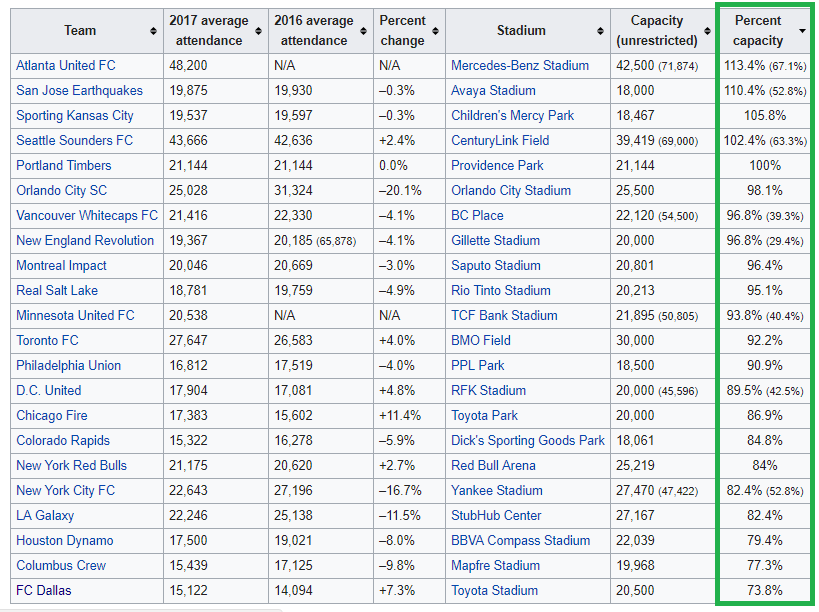 Team 2017 average attendance 2016 average attendance Percent change Stadium Capacity (unrestricted) Percent capacity
Atlanta United FC 48,200 N/A N/A Mercedes-Benz Stadium 42,500 (71,874) 113.4% (67.1%)
San Jose Earthquakes 19,875 19,930 –0.3% Avaya Stadium 18,000 110.4% (52.8%)
Sporting Kansas City 19,537 19,597 –0.3% Children's Mercy Park 18,467 105.8%
Seattle Sounders FC 43,666 42,636 +2.4% CenturyLink Field 39,419 (69,000) 102.4% (63.3%)
Portland Timbers 21,144 21,144 0.0% Providence Park 21,144 100%
Orlando City SC 25,028 31,324 –20.1% Orlando City Stadium 25,500 98.1%
Vancouver Whitecaps FC 21,416 22,330 –4.1% BC Place 22,120 (54,500) 96.8% (39.3%)
New England Revolution 19,367 20,185 (65,878) –4.1% Gillette Stadium 20,000 96.8% (29.4%)
Montreal Impact 20,046 20,669 –3.0% Saputo Stadium 20,801 96.4%
Real Salt Lake 18,781 19,759 –4.9% Rio Tinto Stadium 20,213 95.1%
Minnesota United FC 20,538 N/A N/A TCF Bank Stadium 21,895 (50,805) 93.8% (40.4%)
Toronto FC 27,647 26,583 +4.0% BMO Field 30,000 92.2%
Philadelphia Union 16,812 17,519 –4.0% PPL Park 18,500 90.9%
D.C. United 17,904 17,081 +4.8% RFK Stadium 20,000 (45,596) 89.5% (42.5%)
Chicago Fire 17,383 15,602 +11.4% Toyota Park 20,000 86.9%
Colorado Rapids 15,322 16,278 –5.9% Dick's Sporting Goods Park 18,061 84.8%
New York Red Bulls 21,175 20,620 +2.7% Red Bull Arena 25,219 84%
New York City FC 22,643 27,196 –16.7% Yankee Stadium 27,470 (47,422) 82.4% (52.8%)
LA Galaxy 22,246 25,138 –11.5% StubHub Center 27,167 82.4%
Houston Dynamo 17,500 19,021 –8.0% BBVA Compass Stadium 22,039 79.4%
Columbus Crew 15,439 17,125 –9.8% Mapfre Stadium 19,968 77.3%
FC Dallas 15,122 14,094 +7.3% Toyota Stadium 20,500 73.8%